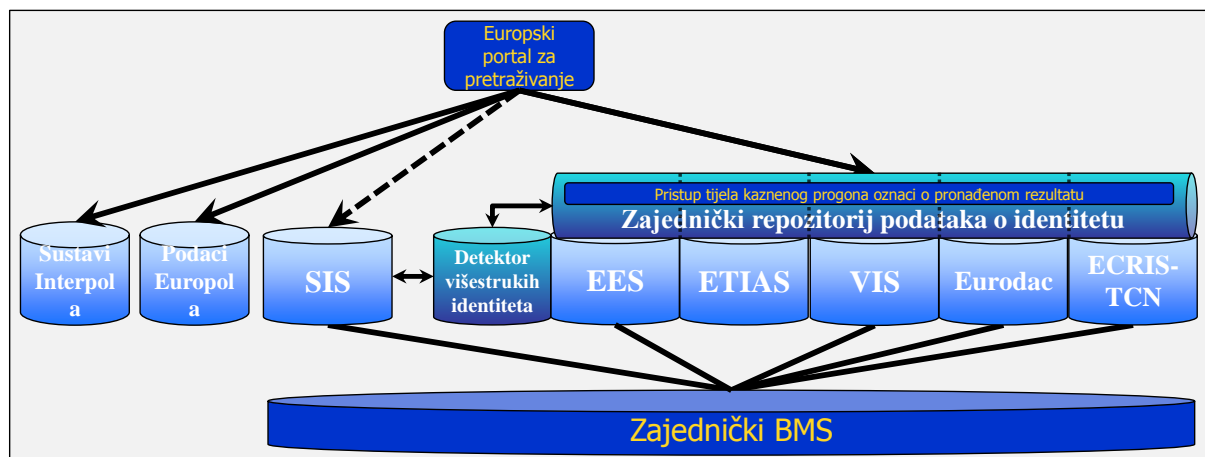 Europski
portal za
pretraživanje
Pristup tijela kaznenog progona oznaci o pronađenom rezultatu
Zajednički repozitorij podataka o identitetu
Sustavi
Interpol
a
Podaci
Europol
a
SIS
Detektor
višestrukih
identiteta
EES
ETIAS
VIS
Eurodac
ECRIS-
TCN
Zajednički BMS